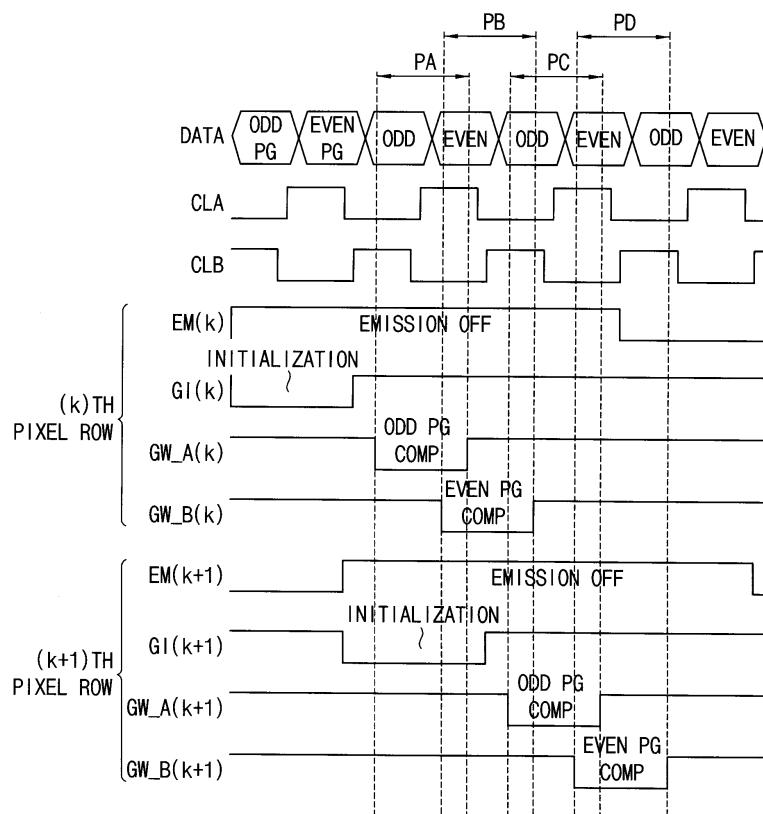 PB PD
PA PC
DATA ODD PG EVEN PG ODD EVEN ODD EVEN ODD EVEN
CLA
CLB
EM(k) EMISSION OFF
INITIALIZATION
GI(k)
(k)TH PIXEL ROW
ODD PG
GW_A(k) COMP
EVEN PG
GW_B(k) COMP
EM(k+1) EMISSION OFF
INITIALIZATION
GI(k+1)
(k+1)TH PIXEL ROW
ODD PG
GW_A(k+1) COMP
EVEN PG
GW_B(k+1) COMP